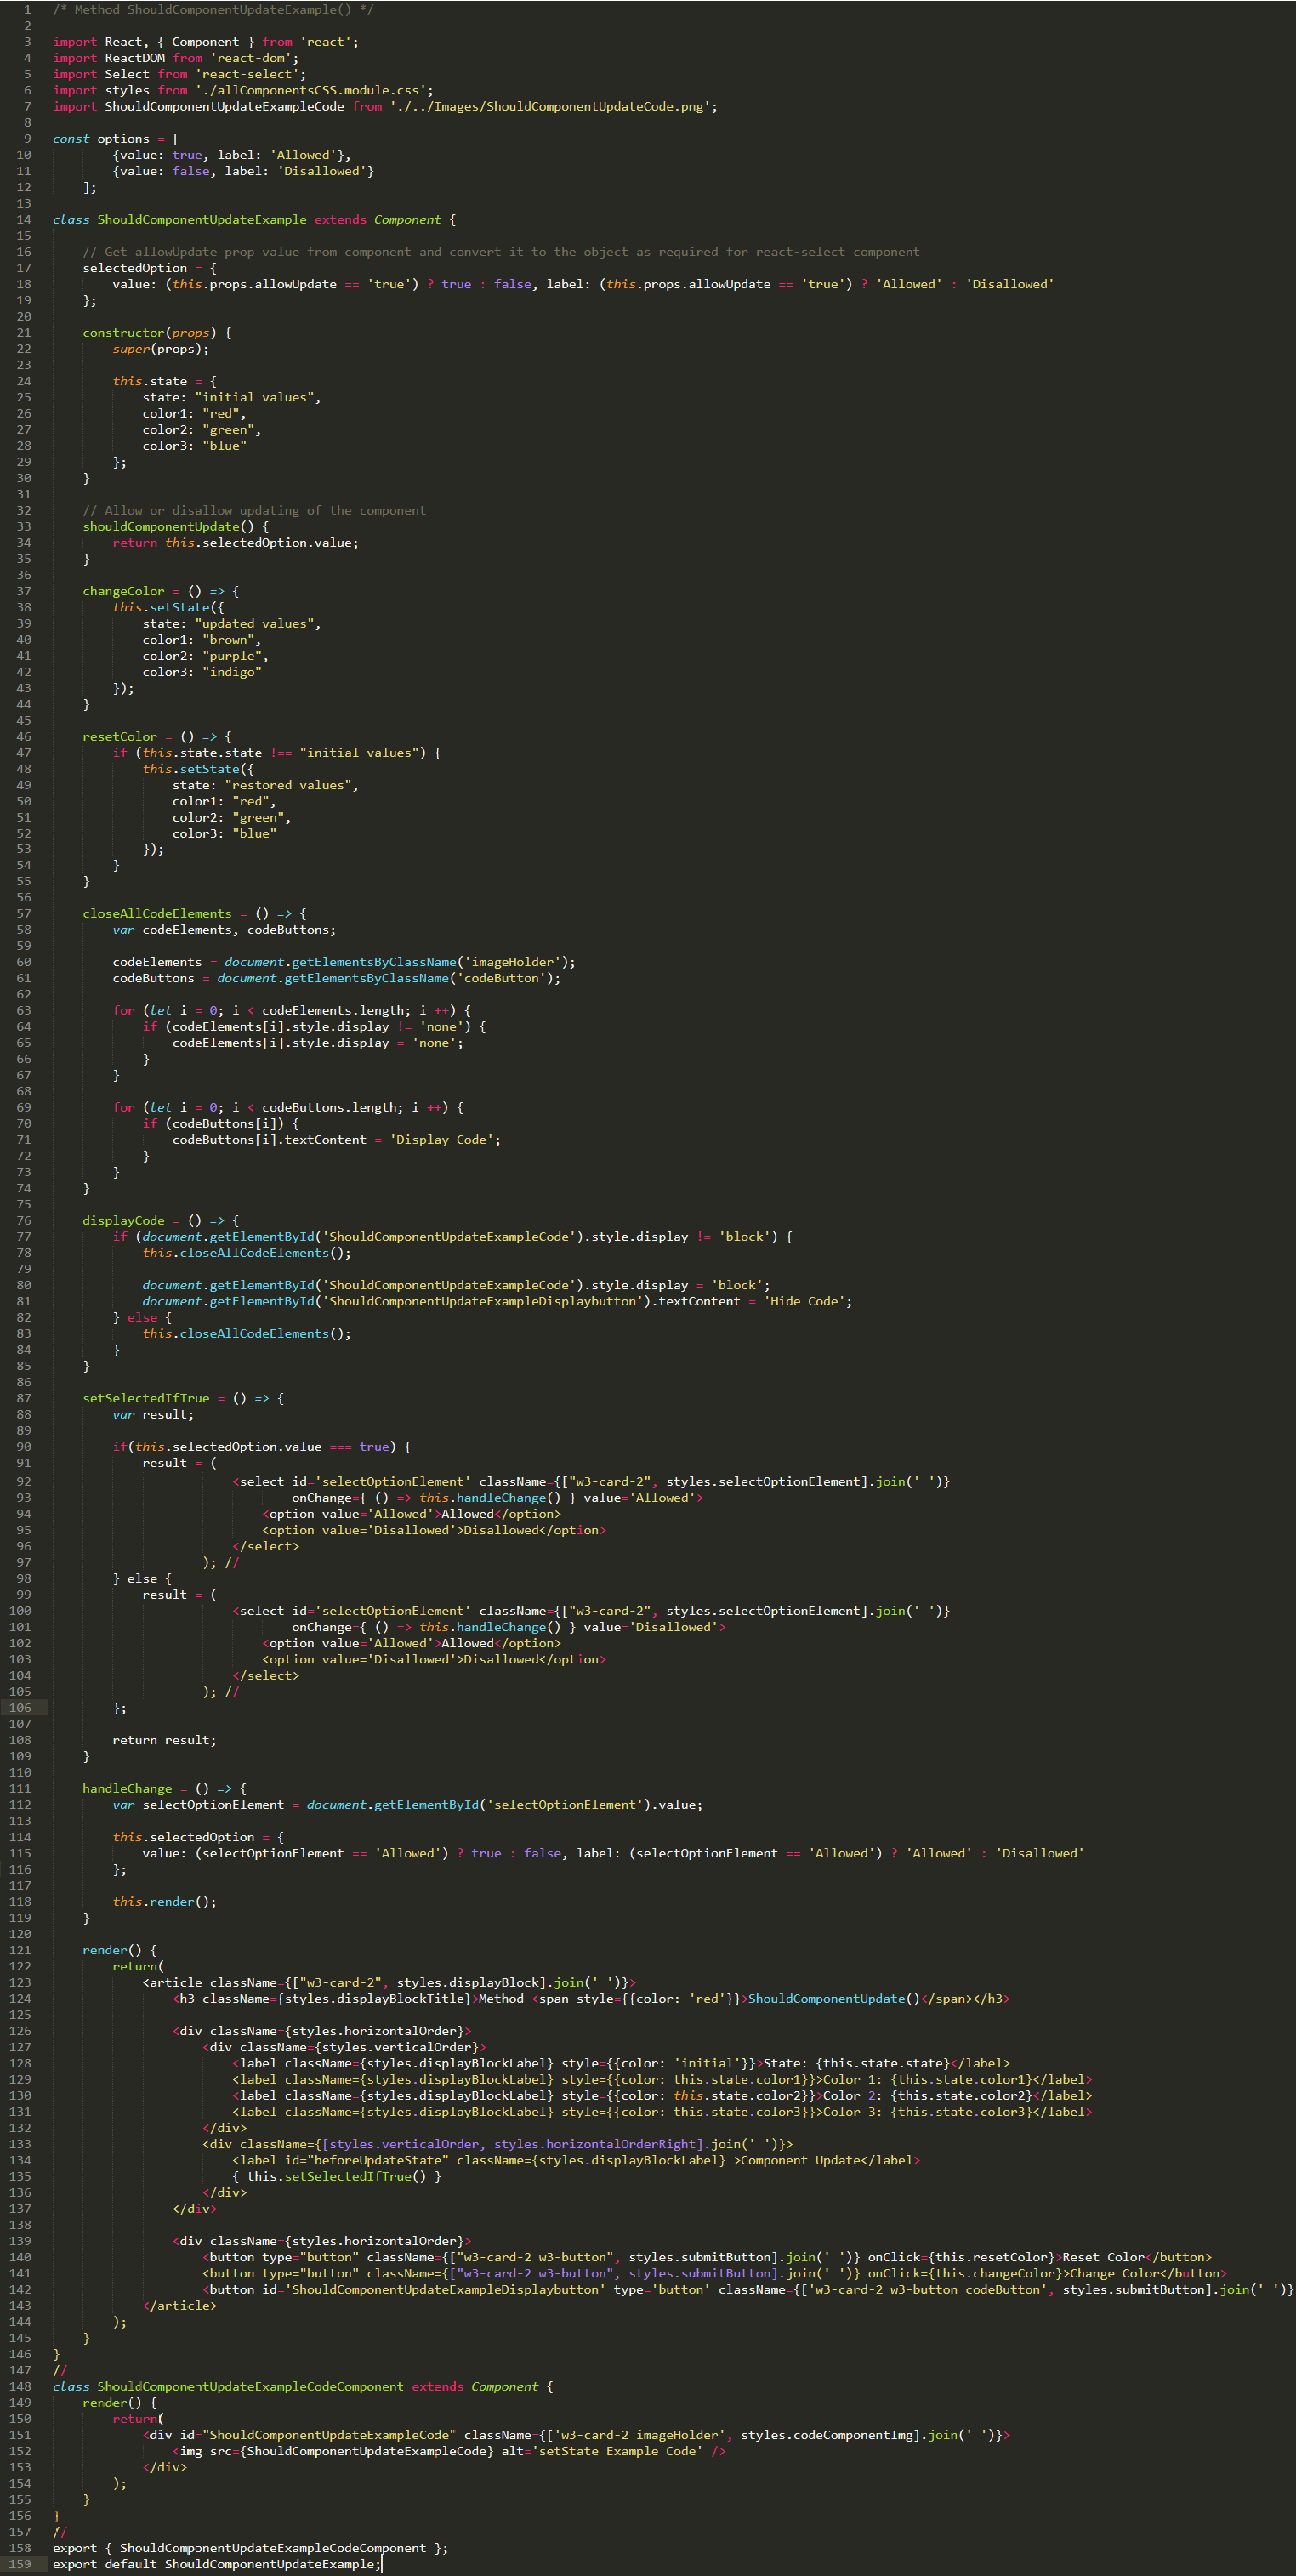 1 /* Method ShouldComponentUpdateExample() */
2
3 import React, { Component } from 'react';
4 import ReactDOM from 'react-dom';
5 import Select from 'react-select';
6 import styles from './allComponentsCSS.module.css';
7 import ShouldComponentUpdateExampleCode from './../Images/ShouldComponentUpdateCode.png';
8
9 const options = [
10 {value: true, label: 'Allowed'},
11 {value: false, label: 'Disallowed'}
12 ];
13
14 class ShouldComponentUpdateExample extends Component {
15
16 // Get allowUpdate prop value from component and convert it to the object as required for react-select component
17 selectedOption = {
18 value: (this.props.allowUpdate == 'true') ? true : false, label: (this.props.allowUpdate == 'true') ? 'Allowed' : 'Disallowed'
19 };
20
21 constructor(props) {
22 super(props);
23
24 this.state = {
25 state: "initial values",
26 color1: "red",
27 color2: "green",
28 color3: "blue"
29 };
30 }
31
32 // Allow or disallow updating of the component
33 shouldComponentUpdate() {
34 return this.selectedOption.value;
35 }
36
37 changeColor = () => {
38 this.setState({
39 state: "updated values",
40 color1: "brown",
41 color2: "purple",
42 color3: "indigo"
43 });
44 }
45
46 resetColor = () => {
47 if (this.state.state !== "initial values") {
48 this.setState({
49 state: "restored values",
50 color1: "red",
51 color2: "green",
52 color3: "blue"
53 });
54 }
55 }
56
57 closeAllCodeElements = () => {
58 var codeElements, codeButtons;
59
60 codeElements = document.getElementsByClassName('imageHolder');
61 codeButtons = document.getElementsByClassName('codeButton');
62
63 for (let i = 0; i < codeElements.length; i ++) {
64 if (codeElements[i].style.display != 'none') {
65 codeElements[i].style.display = 'none';
66 }
67 }
68
69 for (let i = 0; i < codeButtons.length; i ++) {
70 if (codeButtons[i]) {
71 codeButtons[i].textContent = 'Display Code';
72 }
73 }
74 }
75
76 displayCode = () => {
77 if (document.getElementById('ShouldComponentUpdateExampleCode').style.display != 'block') {
78 this.closeAllCodeElements();
79
80 document.getElementById('ShouldComponentUpdateExampleCode').style.display = 'block';
81 document.getElementById('ShouldComponentUpdateExampleDisplaybutton').textContent = 'Hide Code';
82 } else {
83 this.closeAllCodeElements();
84 }
85 }
86
87 setSelectedIfTrue = () => {
88 var result;
89
90 if(this.selectedOption.value === true) {
91 result = (
92 <select id='selectOptionElement' className={["w3-card-2", styles.selectOptionElement].join(' ')}
93 onChange={ () => this.handleChange() } value='Allowed'>
94 <option value='Allowed'>Allowed</option>
95 <option value='Disallowed'>Disallowed</option>
96 </select>
97 ); //
98 } else {
99 result = (
100 <select id='selectOptionElement' className={["w3-card-2", styles.selectOptionElement].join(' ')}
101 onChange={ () => this.handleChange() } value='Disallowed'>
102 <option value='Allowed'>Allowed</option>
103 <option value='Disallowed'>Disallowed</option>
104 </select>
105 ); //
106 };
107
108 return result;
109 }
110
111 handleChange = () => {
112 var selectOptionElement = document.getElementById('selectOptionElement').value;
113
114 this.selectedOption = {
115 value: (selectOptionElement == 'Allowed') ? true : false, label: (selectOptionElement == 'Allowed') ? 'Allowed' : 'Disallowed'
116 };
117
118 this.render();
119 }
120
121 render() {
122 return(
123 <article className={["w3-card-2", styles.displayBlock].join(' ')}>
124 <h3 className={styles.displayBlockTitle}>Method <span style={{color: 'red'}}>ShouldComponentUpdate()</span></h3>
125
126 <div className={styles.horizontalOrder}>
127 <div className={styles.verticalOrder}>
128 <label className={styles.displayBlockLabel} style={{color: 'initial'}}>State: {this.state.state}</label>
129 <label className={styles.displayBlockLabel} style={{color: this.state.color1}}>Color 1: {this.state.color1}</label>
130 <label className={styles.displayBlockLabel} style={{color: this.state.color2}}>Color 2: {this.state.color2}</label>
131 <label className={styles.displayBlockLabel} style={{color: this.state.color3}}>Color 3: {this.state.color3}</label>
132 </div>
133 <div className={[styles.verticalOrder, styles.horizontalOrderRight].join(' ')}>
134 <label id="beforeUpdateState" className={styles.displayBlockLabel} >Component Update</label>
135 { this.setSelectedIfTrue() }
136 </div>
137 </div>
138
139 <div className={styles.horizontalOrder}>
140 <button type="button" className={["w3-card-2 w3-button", styles.submitButton].join(' ')} onClick={this.resetColor}>Reset Color</button>
141 <button type="button" className={["w3-card-2 w3-button", styles.submitButton].join(' ')} onClick={this.changeColor}>Change Color</button>
142 <button id='ShouldComponentUpdateExampleDisplaybutton' type='button' className={['w3-card-2 w3-button codeButton', styles.submitButton].join(' ')}
143 </article>
144 );
145 }
146 }
147 //
148 class ShouldComponentUpdateExampleCodeComponent extends Component {
149 render() {
150 return(
151 <div id="ShouldComponentUpdateExampleCode" className={['w3-card-2 imageHolder', styles.codeComponentImg].join(' ')}>
152 <img src={ShouldComponentUpdateExampleCode} alt='setState Example Code' />
153 </div>
154 );
155 }
156 }
157 //
158 export { ShouldComponentUpdateExampleCodeComponent };
159 export default ShouldComponentUpdateExample;